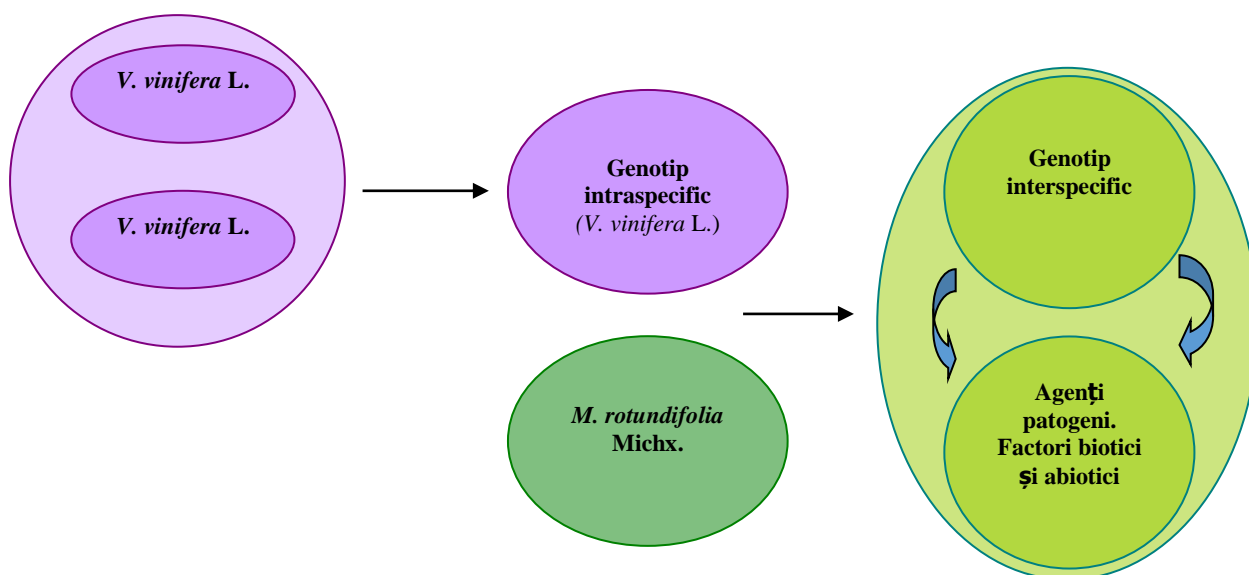 V. vinifera L.
V. vinifera L.
Genotip
intraspecific
(V. vinifera L.)
M. rotundifolia
Michx.
Genotip
interspecific
Agenți
patogeni.
Factori biotici
și abiotici